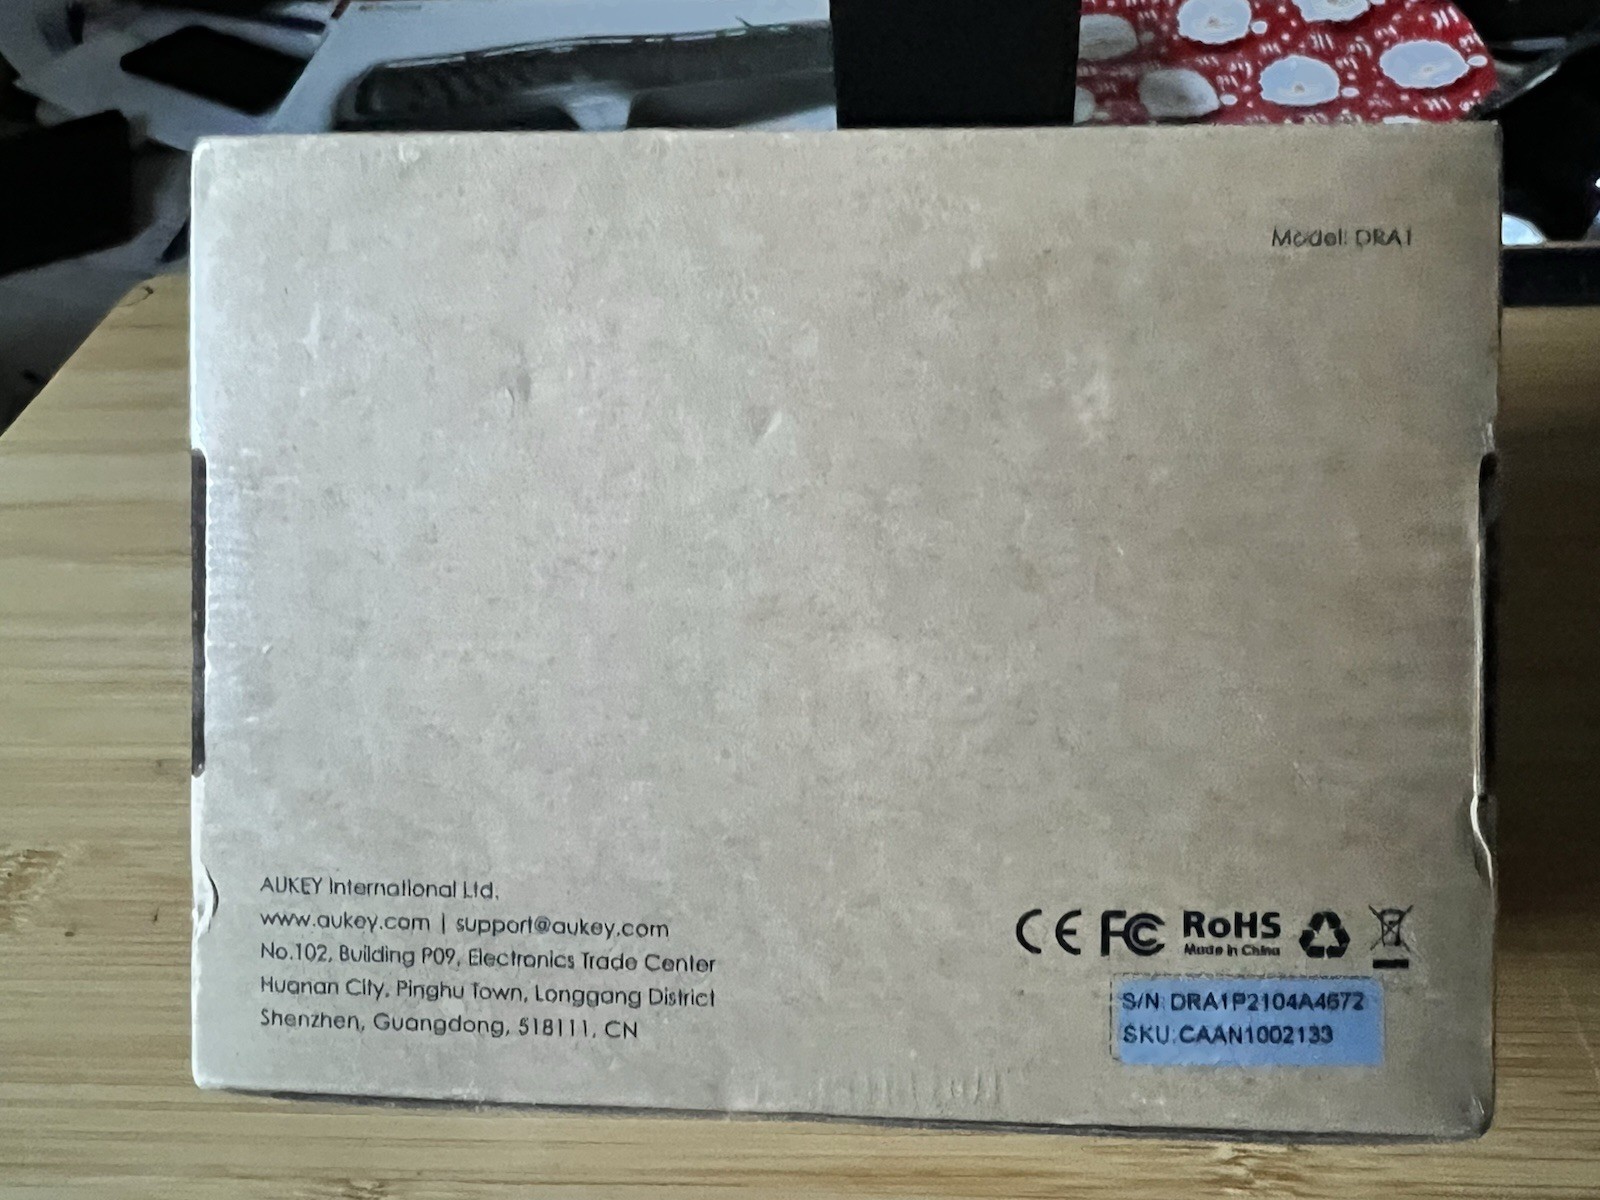 Model: DRA1
AUKEY International Ltd.
www.aukey.com | support@aukey.com
No.102, Building P09, Electronics Trade Center
Huanan City, Pinghu Town, Longgang District
Shenzhen, Guangdong, 518111, CN
CE FC RoHS
Made in China
S/N: DRA1P2104A4672
SKU:CAAN1002133